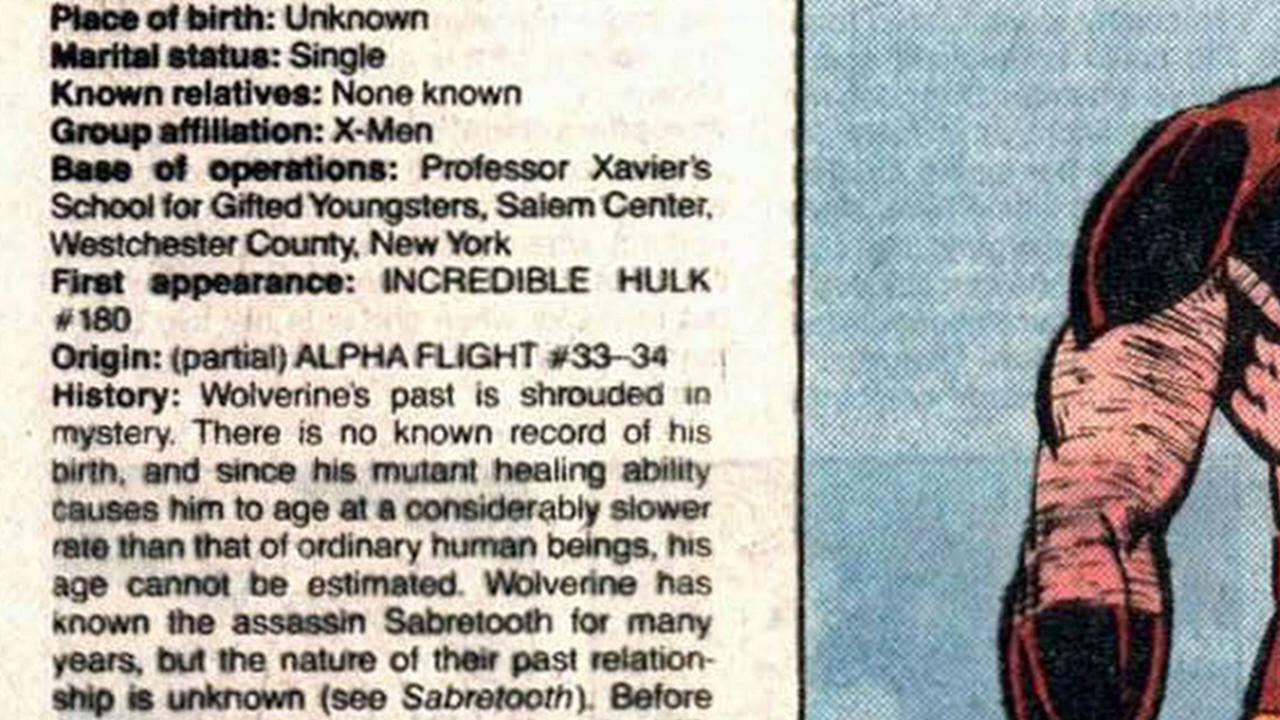 Place of birth: Unknown
Marital status: Single
Known relatives: None known
Group affiliation: X-Men
Base of operations: Professor Xavier's
School for Gifted Youngsters, Salem Center,
Westchester County, New York
First appearance: INCREDIBLE HULK
#180
Origin: (partial) ALPHA FLIGHT #33–34
History: Wolverine's past is shrouded in
mystery. There is no known record of his
birth, and since his mutant healing ability
causes him to age at a considerably slower
rate than that of ordinary human beings, his
age cannot be estimated. Wolverine has
known the assassin Sabretooth for many
years, but the nature of their past relation-
ship is unknown (see Sabretooth). Before